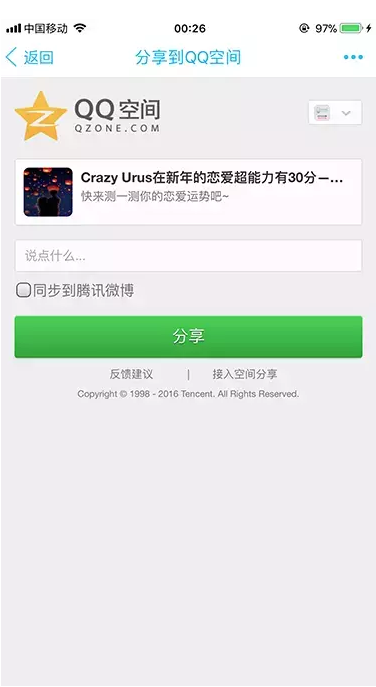 中国移动 00:26 97%
返回 分享到QQ空间
QQ空间
QZONE.COM
Crazy Urus在新年的恋爱超能力有30分—...
快来测一测你的恋爱运势吧~
说点什么...
同步到腾讯微博
分享
反馈建议 | 接入空间分享
Copyright © 1998 - 2016 Tencent. All Rights Reserved.